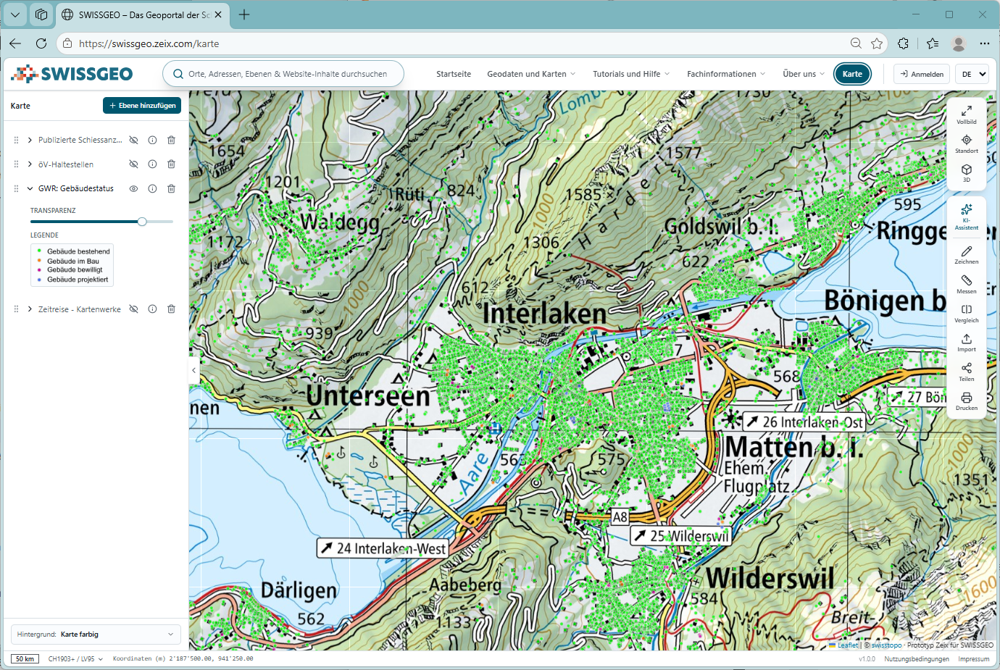 SWISSGEO – Das Geoportal der Sc
https://swissgeo.zeix.com/karte
SWISSGEO
Orte, Adressen, Ebenen & Website-Inhalte durchsuchen
Startseite
Geodaten und Karten
Tutorials und Hilfe
Fachinformationen
Über uns
Karte
Anmelden
DE
Karte
Ebene hinzufügen
Publizierte Schiessanz...
öV-Haltestellen
GWR: Gebäudestatus
TRANSPARENZ
LEGENDE
Gebäude bestehend
Gebäude im Bau
Gebäude bewilligt
Gebäude projektiert
Zeitreise - Kartenwerke
Hintergrund: Karte farbig
50 km
CH1903+ / LV95
Koordinaten (m) 2'187'500.00, 941'250.00
v1.0.0
Nutzungsbedingungen
Impressum
Vollbild
Standort
3D
KI-
Assistent
Zeichnen
Messen
Vergleich
Import
Teilen
Drucken
Lomb
1730
1654
1577
1201
Rüti
824
1585
Harder
595
1000
Waldegg
Goldswil b. I.
Ringge
1172
1306
622
612
1000
Interlaken
Bönigen b
939
7
568
Unterseen
27 Bön
nen
26 Interlaken-Ost
Matten b. I.
Aare
563
575
Ehem.
Flugplatz
1000
1351
A8
25 Wilderswil
24 Interlaken-West
Wilderswil
Därligen
Aabeberg
584
1600
562
1133
Breit-
Leaflet | © swisstopo · Prototyp Zeix für SWISSGEO